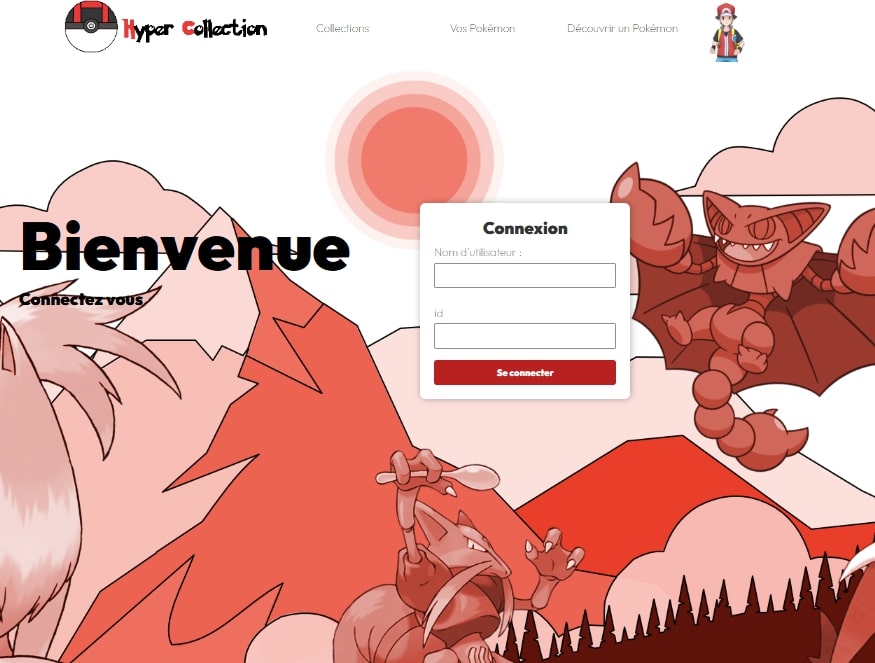 Hyper Collection
Collections
Vos Pokémon
Découvrir un Pokémon
Bienvenue
Connectez vous
Connexion
Nom d'utilisateur :
id
Se connecter